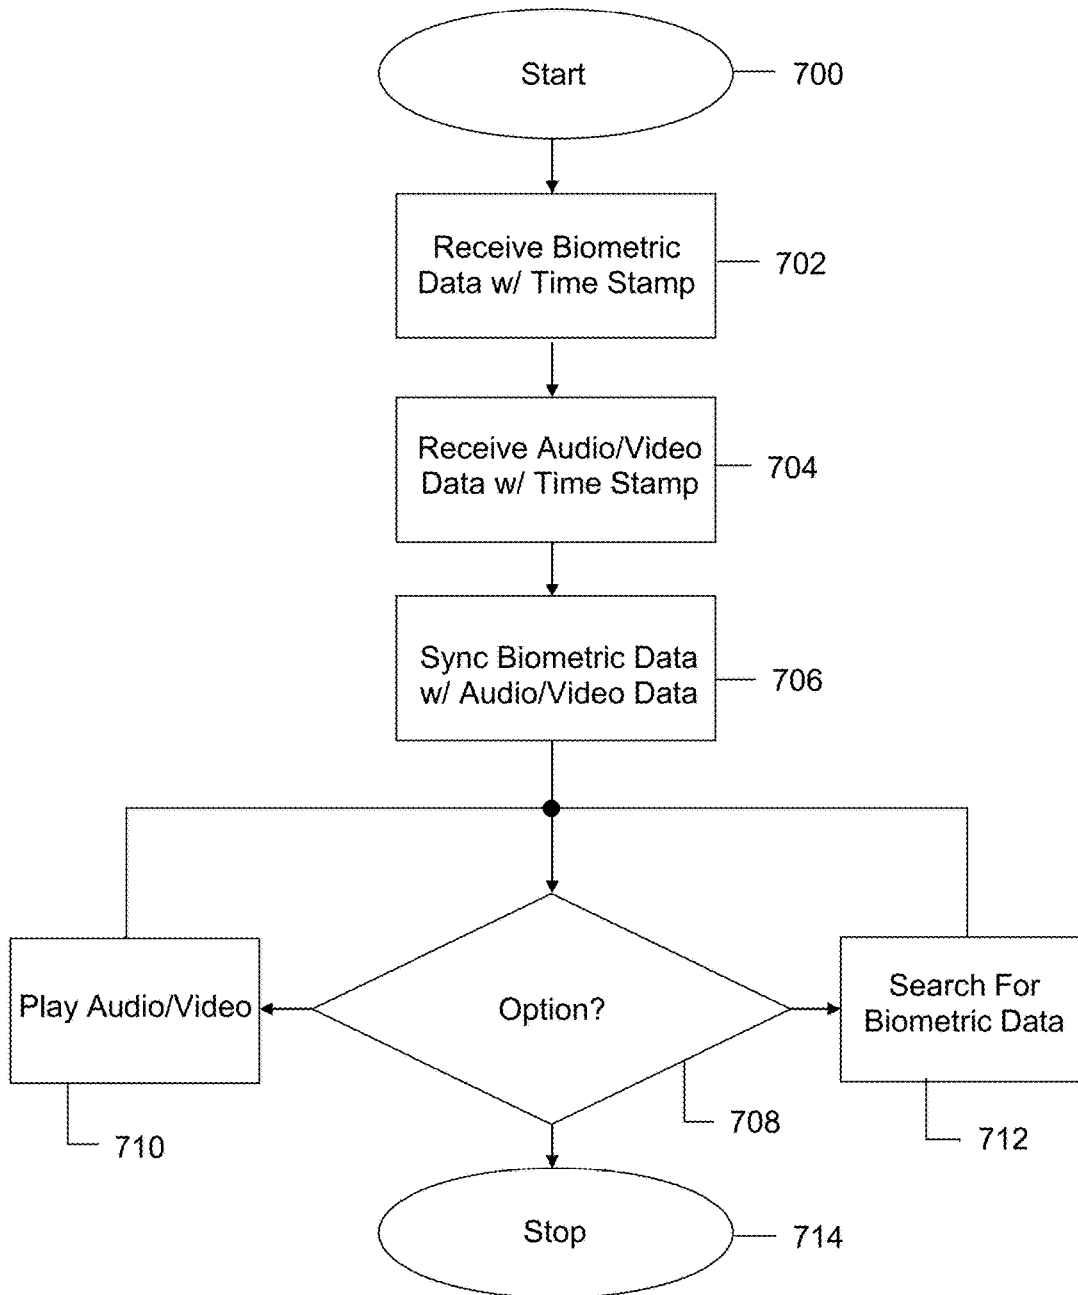 Start
700
Receive Biometric
Data w/ Time Stamp
702
Receive Audio/Video
Data w/ Time Stamp
704
Sync Biometric Data
w/ Audio/Video Data
706
Play Audio/Video
710
Option?
708
Search For
Biometric Data
712
Stop
714